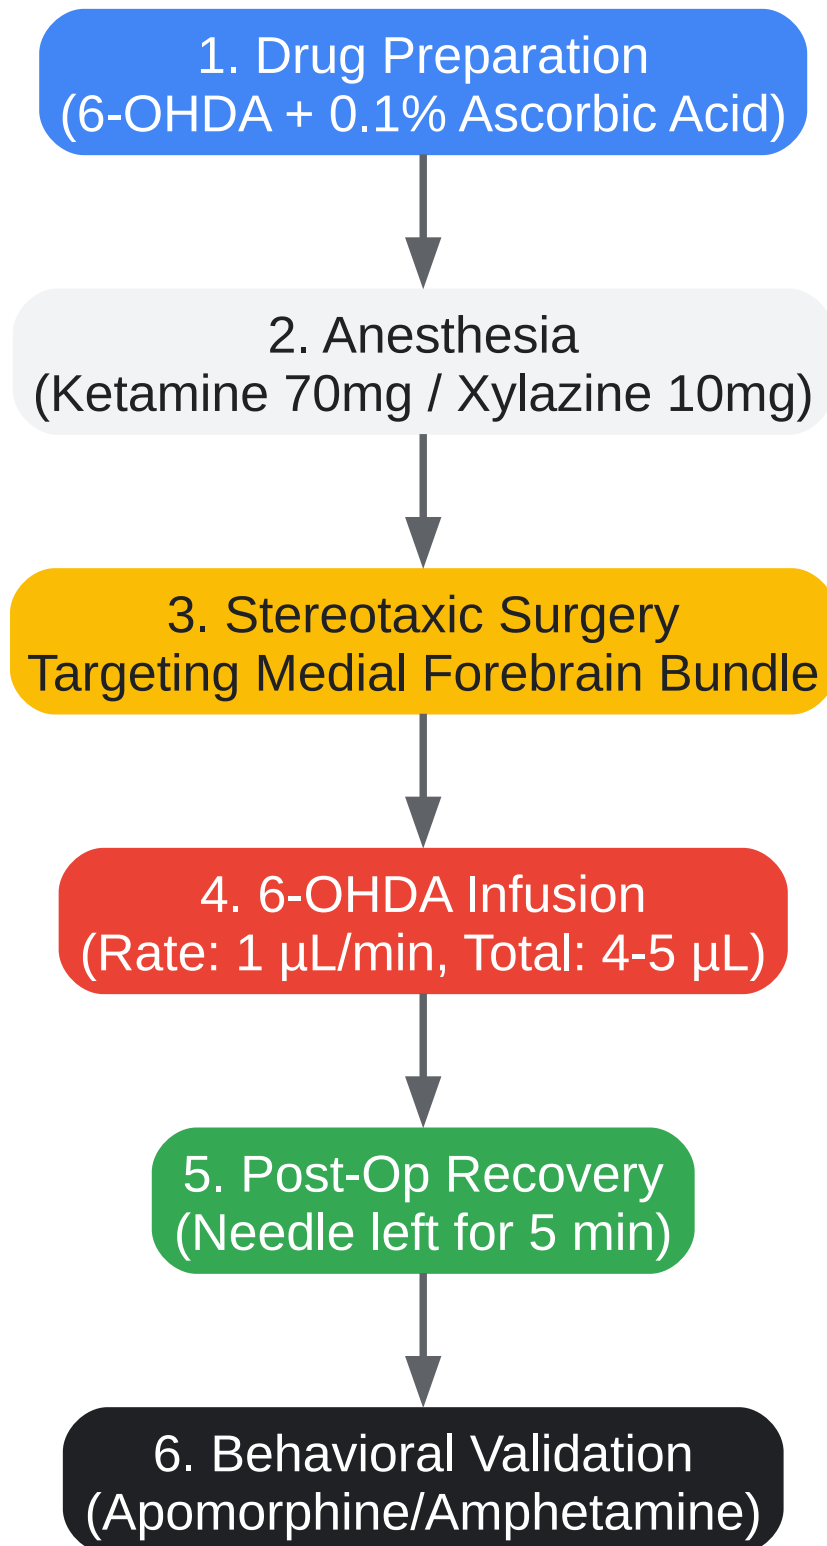 1. Drug Preparation
(6-OHDA + 0.1% Ascorbic Acid)
2. Anesthesia
(Ketamine 70mg / Xylazine 10mg)
3. Stereotaxic Surgery
Targeting Medial Forebrain Bundle
4. 6-OHDA Infusion
(Rate: 1 µL/min, Total: 4-5 µL)
5. Post-Op Recovery
(Needle left for 5 min)
6. Behavioral Validation
(Apomorphine/Amphetamine)